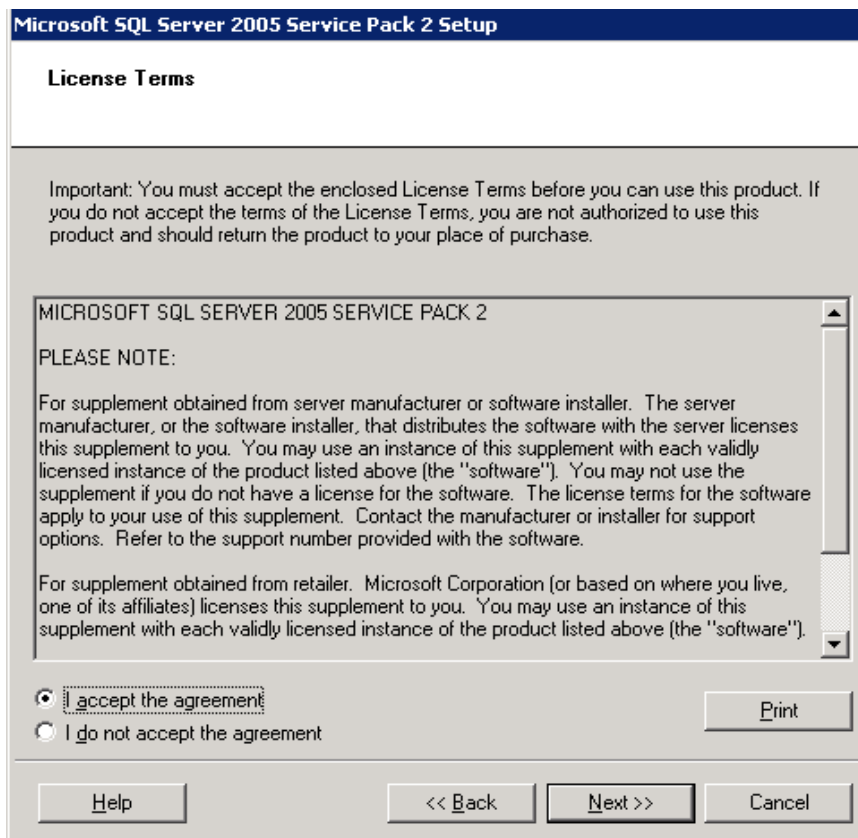 Microsoft SQL Server 2005 Service Pack 2 Setup
License Terms
Important: You must accept the enclosed License Terms before you can use this product. If
you do not accept the terms of the License Terms, you are not authorized to use this
product and should return the product to your place of purchase.
MICROSOFT SQL SERVER 2005 SERVICE PACK 2
PLEASE NOTE:
For supplement obtained from server manufacturer or software installer.  The server
manufacturer, or the software installer, that distributes the software with the server licenses
this supplement to you.  You may use an instance of this supplement with each validly
licensed instance of the product listed above (the "software").  You may not use the
supplement if you do not have a license for the software.  The license terms for the software
apply to your use of this supplement.  Contact the manufacturer or installer for support
options.  Refer to the support number provided with the software.
For supplement obtained from retailer.  Microsoft Corporation (or based on where you live,
one of its affiliates) licenses this supplement to you.  You may use an instance of this
supplement with each validly licensed instance of the product listed above (the "software").
I accept the agreement
I do not accept the agreement
Print
Help
<< Back
Next >>
Cancel